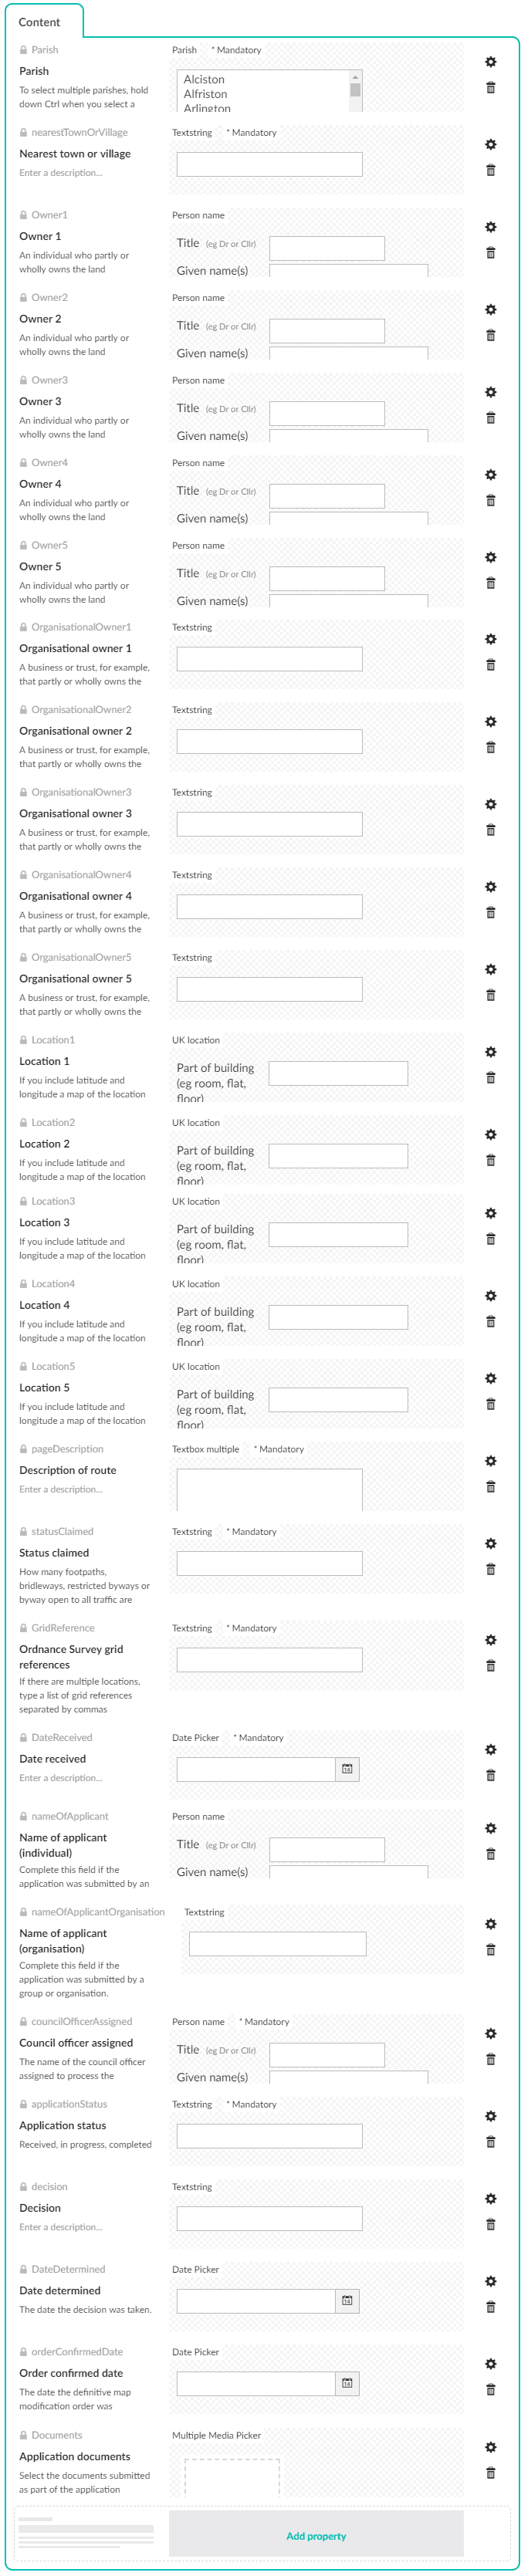 Content
Parish
Parish * Mandatory
Parish
To select multiple parishes, hold
down Ctrl when you select a
Alciston
Alfriston
Arlington
nearestTownOrVillage
Textstring * Mandatory
Nearest town or village
Enter a description...
Owner1
Person name
Owner 1
An individual who partly or
wholly owns the land
Title (eg Dr or Cllr)
Given name(s)
Owner2
Person name
Owner 2
An individual who partly or
wholly owns the land
Title (eg Dr or Cllr)
Given name(s)
Owner3
Person name
Owner 3
An individual who partly or
wholly owns the land
Title (eg Dr or Cllr)
Given name(s)
Owner4
Person name
Owner 4
An individual who partly or
wholly owns the land
Title (eg Dr or Cllr)
Given name(s)
Owner5
Person name
Owner 5
An individual who partly or
wholly owns the land
Title (eg Dr or Cllr)
Given name(s)
OrganisationalOwner1
Textstring
Organisational owner 1
A business or trust, for example,
that partly or wholly owns the
OrganisationalOwner2
Textstring
Organisational owner 2
A business or trust, for example,
that partly or wholly owns the
OrganisationalOwner3
Textstring
Organisational owner 3
A business or trust, for example,
that partly or wholly owns the
OrganisationalOwner4
Textstring
Organisational owner 4
A business or trust, for example,
that partly or wholly owns the
OrganisationalOwner5
Textstring
Organisational owner 5
A business or trust, for example,
that partly or wholly owns the
Location1
UK location
Location 1
If you include latitude and
longitude a map of the location
Part of building
(eg room, flat,
floor)
Location2
UK location
Location 2
If you include latitude and
longitude a map of the location
Part of building
(eg room, flat,
floor)
Location3
UK location
Location 3
If you include latitude and
longitude a map of the location
Part of building
(eg room, flat,
floor)
Location4
UK location
Location 4
If you include latitude and
longitude a map of the location
Part of building
(eg room, flat,
floor)
Location5
UK location
Location 5
If you include latitude and
longitude a map of the location
Part of building
(eg room, flat,
floor)
pageDescription
Textbox multiple * Mandatory
Description of route
Enter a description...
statusClaimed
Textstring * Mandatory
Status claimed
How many footpaths,
bridleways, restricted byways or
byway open to all traffic are
GridReference
Textstring * Mandatory
Ordnance Survey grid
references
If there are multiple locations,
type a list of grid references
separated by commas
DateReceived
Date Picker * Mandatory
Date received
Enter a description...
nameOfApplicant
Person name
Name of applicant
(individual)
Complete this field if the
application was submitted by an
Title (eg Dr or Cllr)
Given name(s)
nameOfApplicantOrganisation
Textstring
Name of applicant
(organisation)
Complete this field if the
application was submitted by a
group or organisation.
councilOfficerAssigned
Person name * Mandatory
Council officer assigned
The name of the council officer
assigned to process the
Title (eg Dr or Cllr)
Given name(s)
applicationStatus
Textstring * Mandatory
Application status
Received, in progress, completed
decision
Textstring
Decision
Enter a description...
DateDetermined
Date Picker
Date determined
The date the decision was taken.
orderConfirmedDate
Date Picker
Order confirmed date
The date the definitive map
modification order was
Documents
Multiple Media Picker
Application documents
Select the documents submitted
as part of the application
Add property